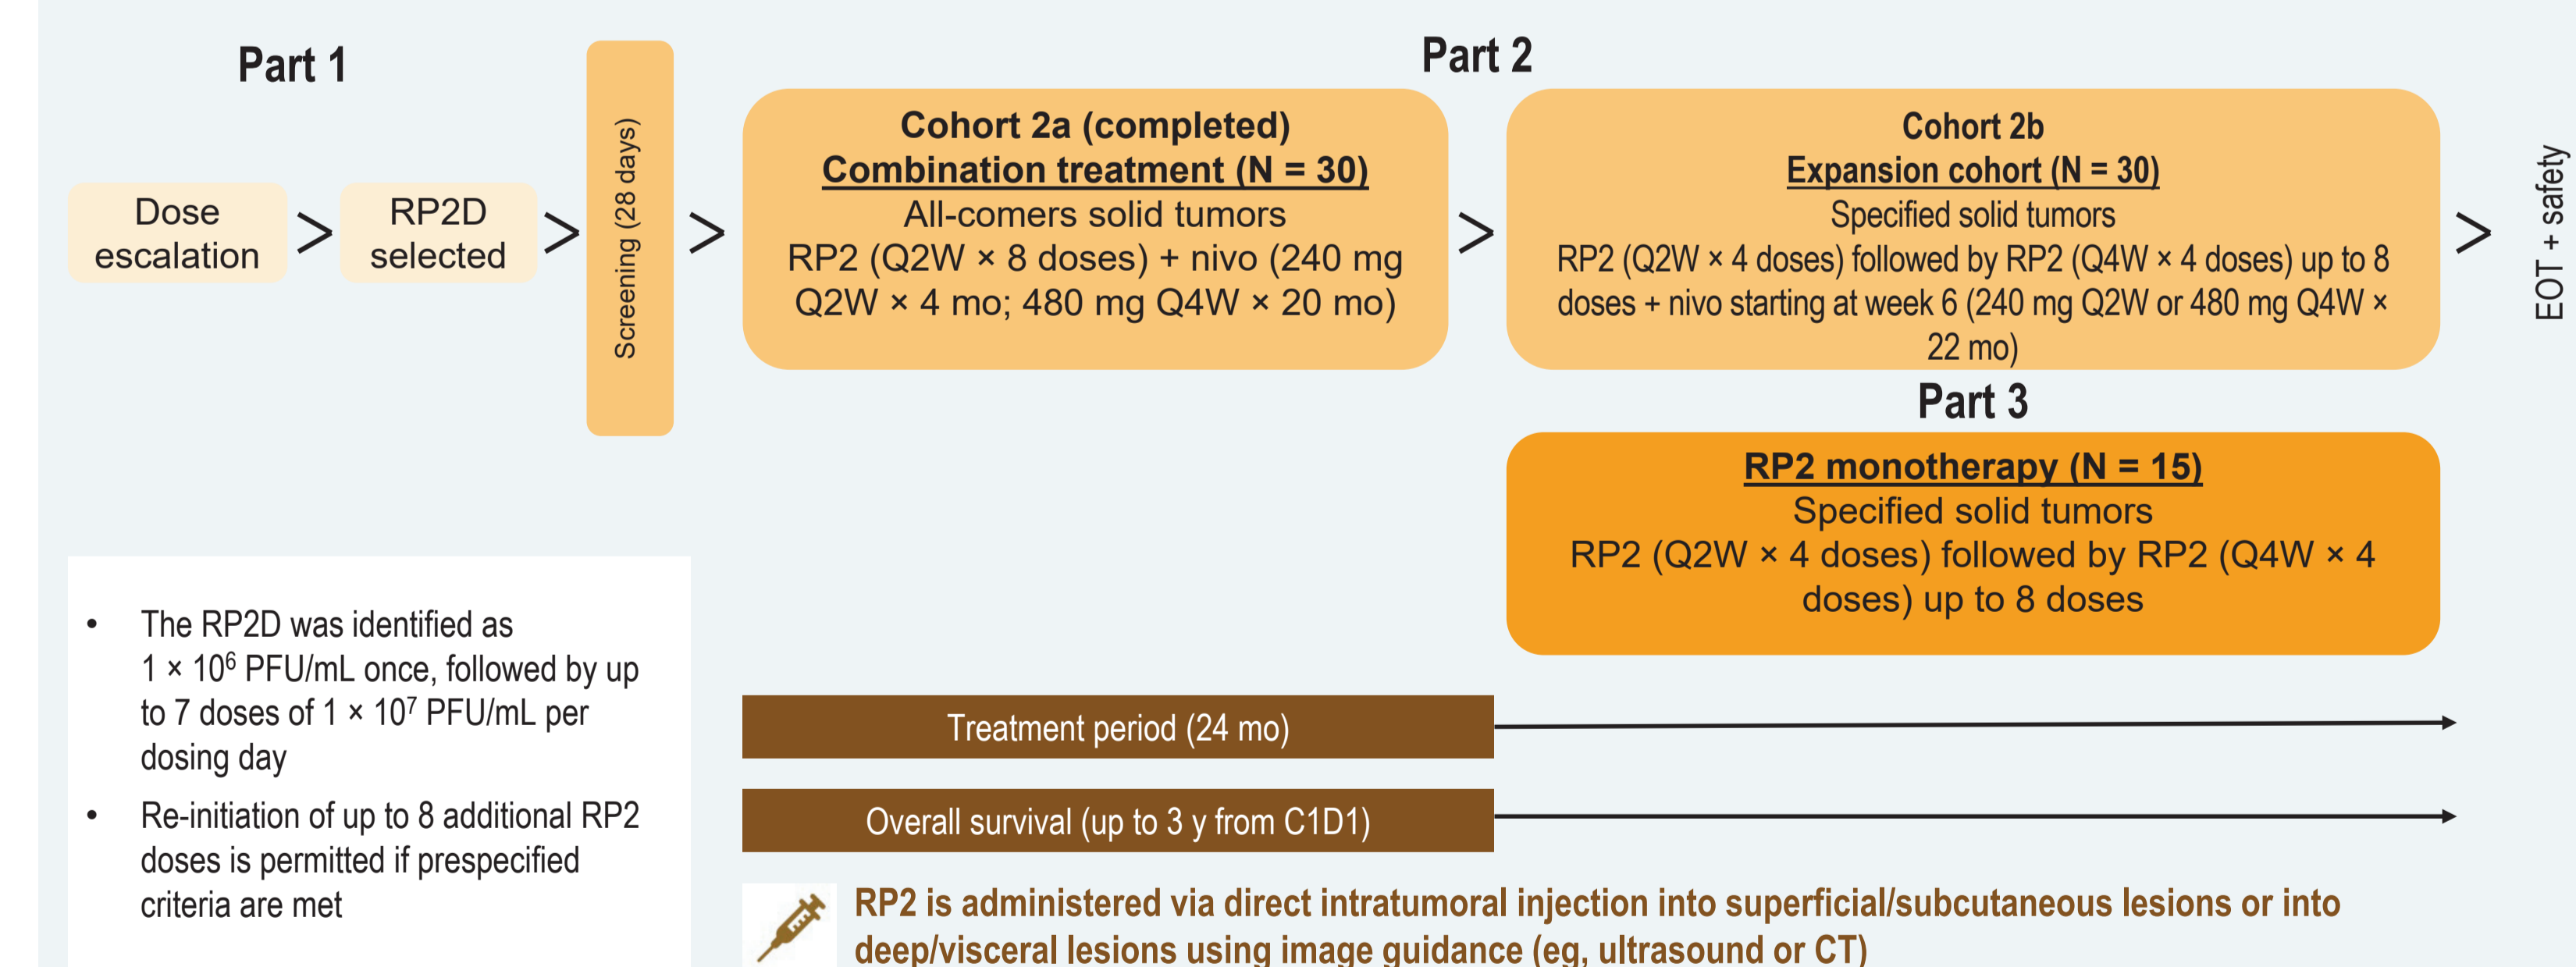 Part 1
Dose
escalation
>
RP2D
selected
>
Screening (28 days)
>
Part 2
Cohort 2a (completed)
Combination treatment (N = 30)
All-comers solid tumors
RP2 (Q2W × 8 doses) + nivo (240 mg
Q2W × 4 mo; 480 mg Q4W × 20 mo)
>
Cohort 2b
Expansion cohort (N = 30)
Specified solid tumors
RP2 (Q2W × 4 doses) followed by RP2 (Q4W × 4 doses) up to 8
doses + nivo starting at week 6 (240 mg Q2W or 480 mg Q4W ×
22 mo)
>
EOT + safety
Part 3
RP2 monotherapy (N = 15)
Specified solid tumors
RP2 (Q2W × 4 doses) followed by RP2 (Q4W × 4
doses) up to 8 doses
• The RP2D was identified as
1 × 10⁶ PFU/mL once, followed by up
to 7 doses of 1 × 10⁷ PFU/mL per
dosing day
• Re-initiation of up to 8 additional RP2
doses is permitted if prespecified
criteria are met
Treatment period (24 mo)
Overall survival (up to 3 y from C1D1)
RP2 is administered via direct intratumoral injection into superficial/subcutaneous lesions or into
deep/visceral lesions using image guidance (eg, ultrasound or CT)